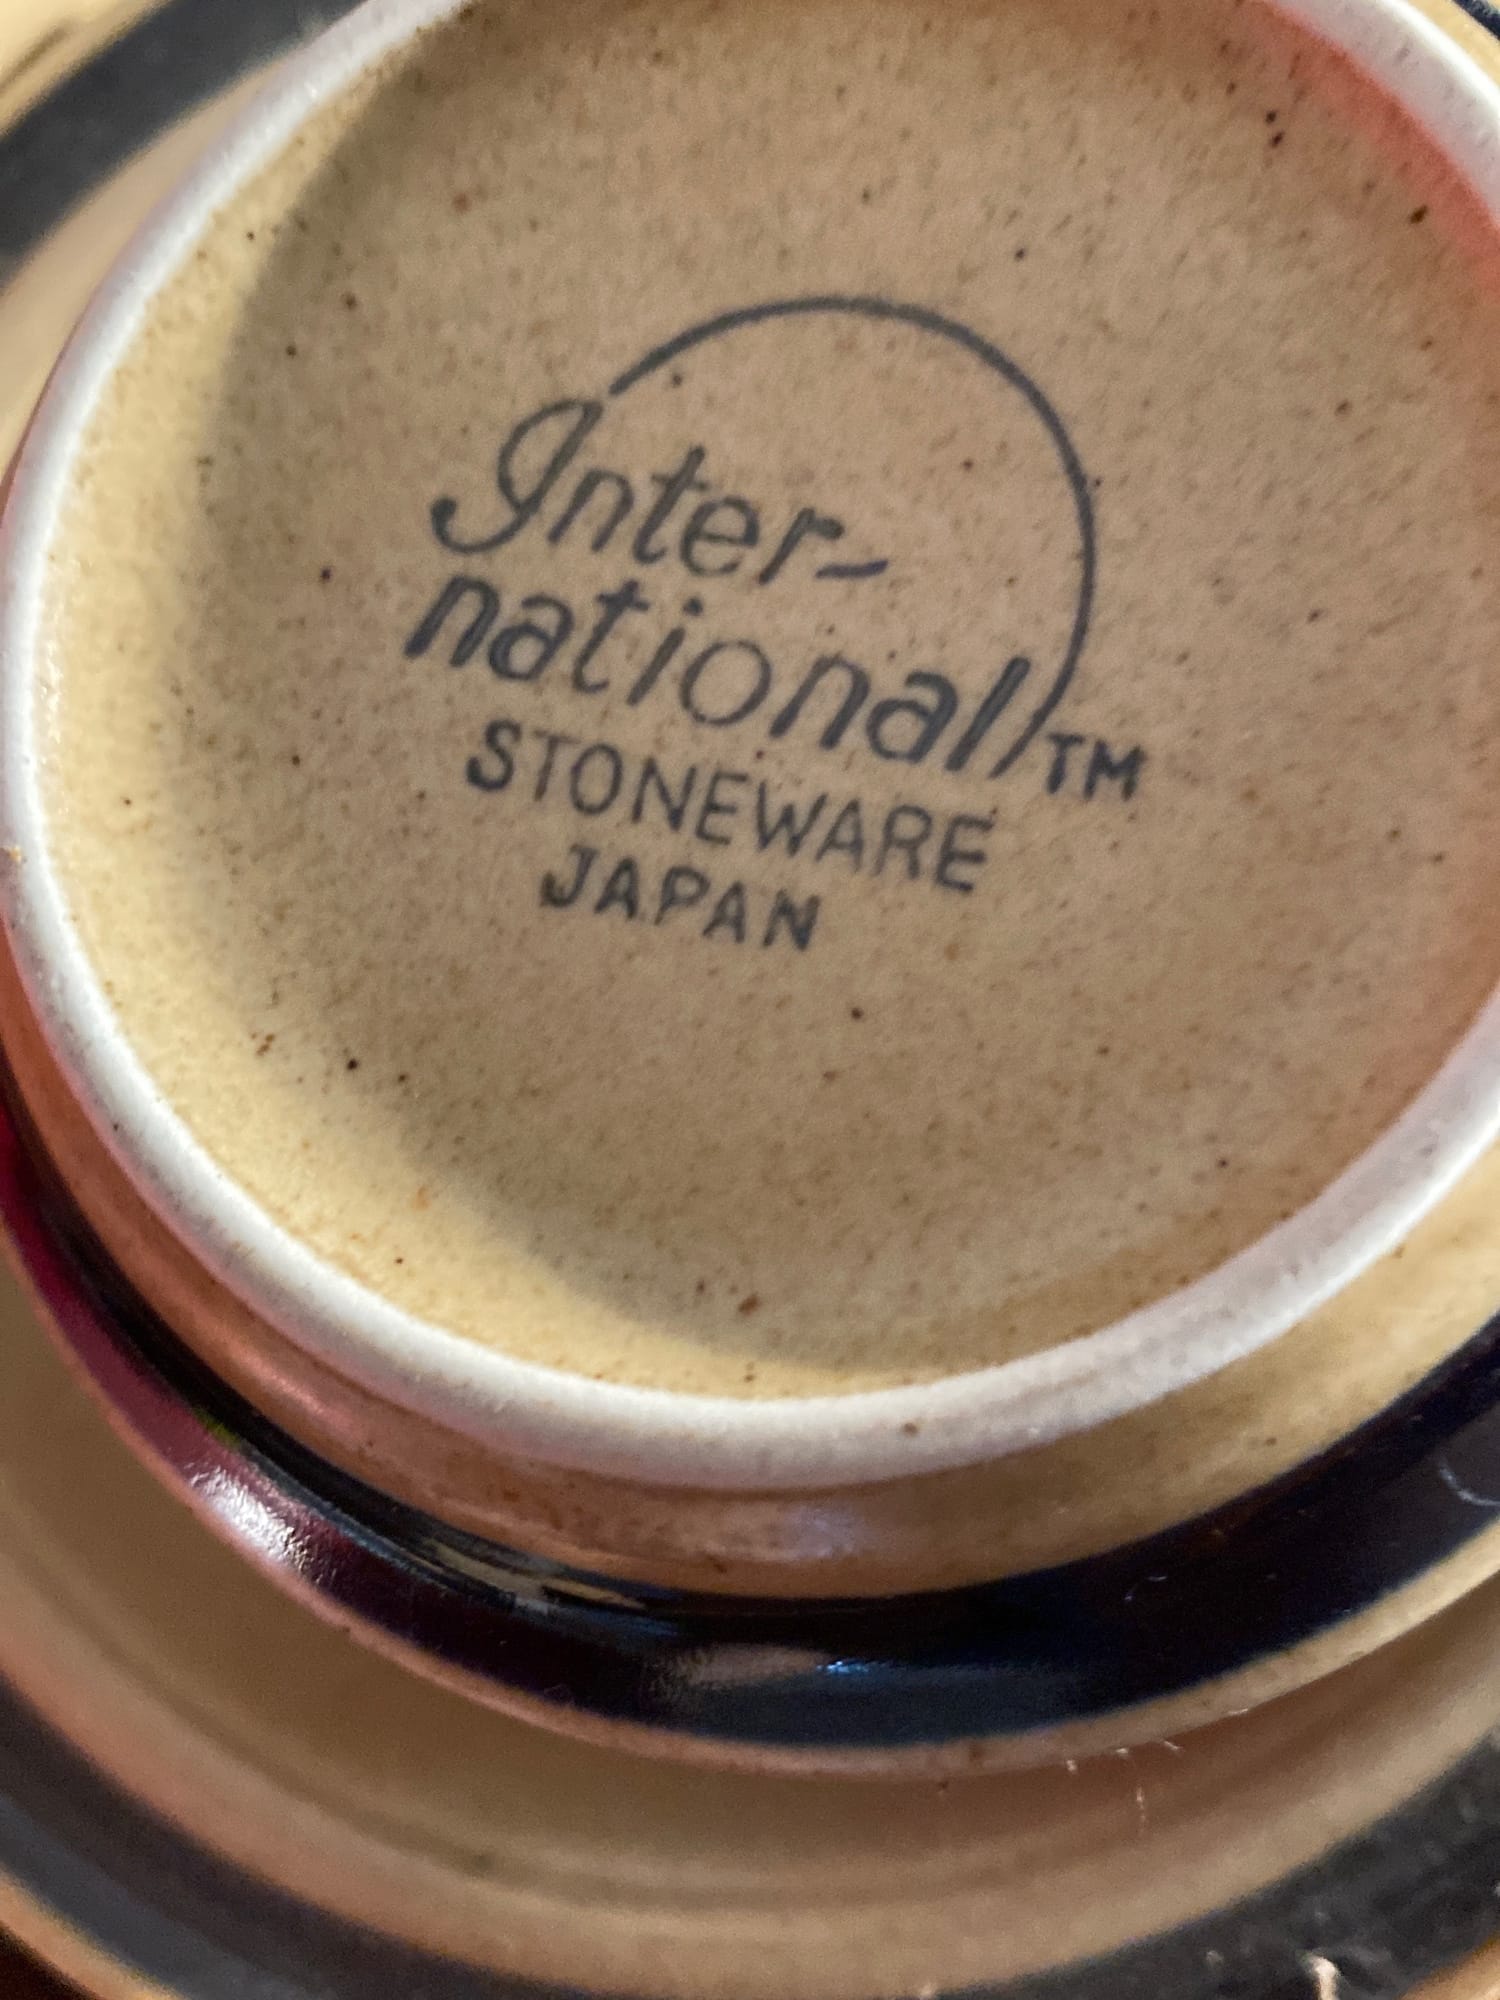 Inter-
national TM
STONEWARE
JAPAN